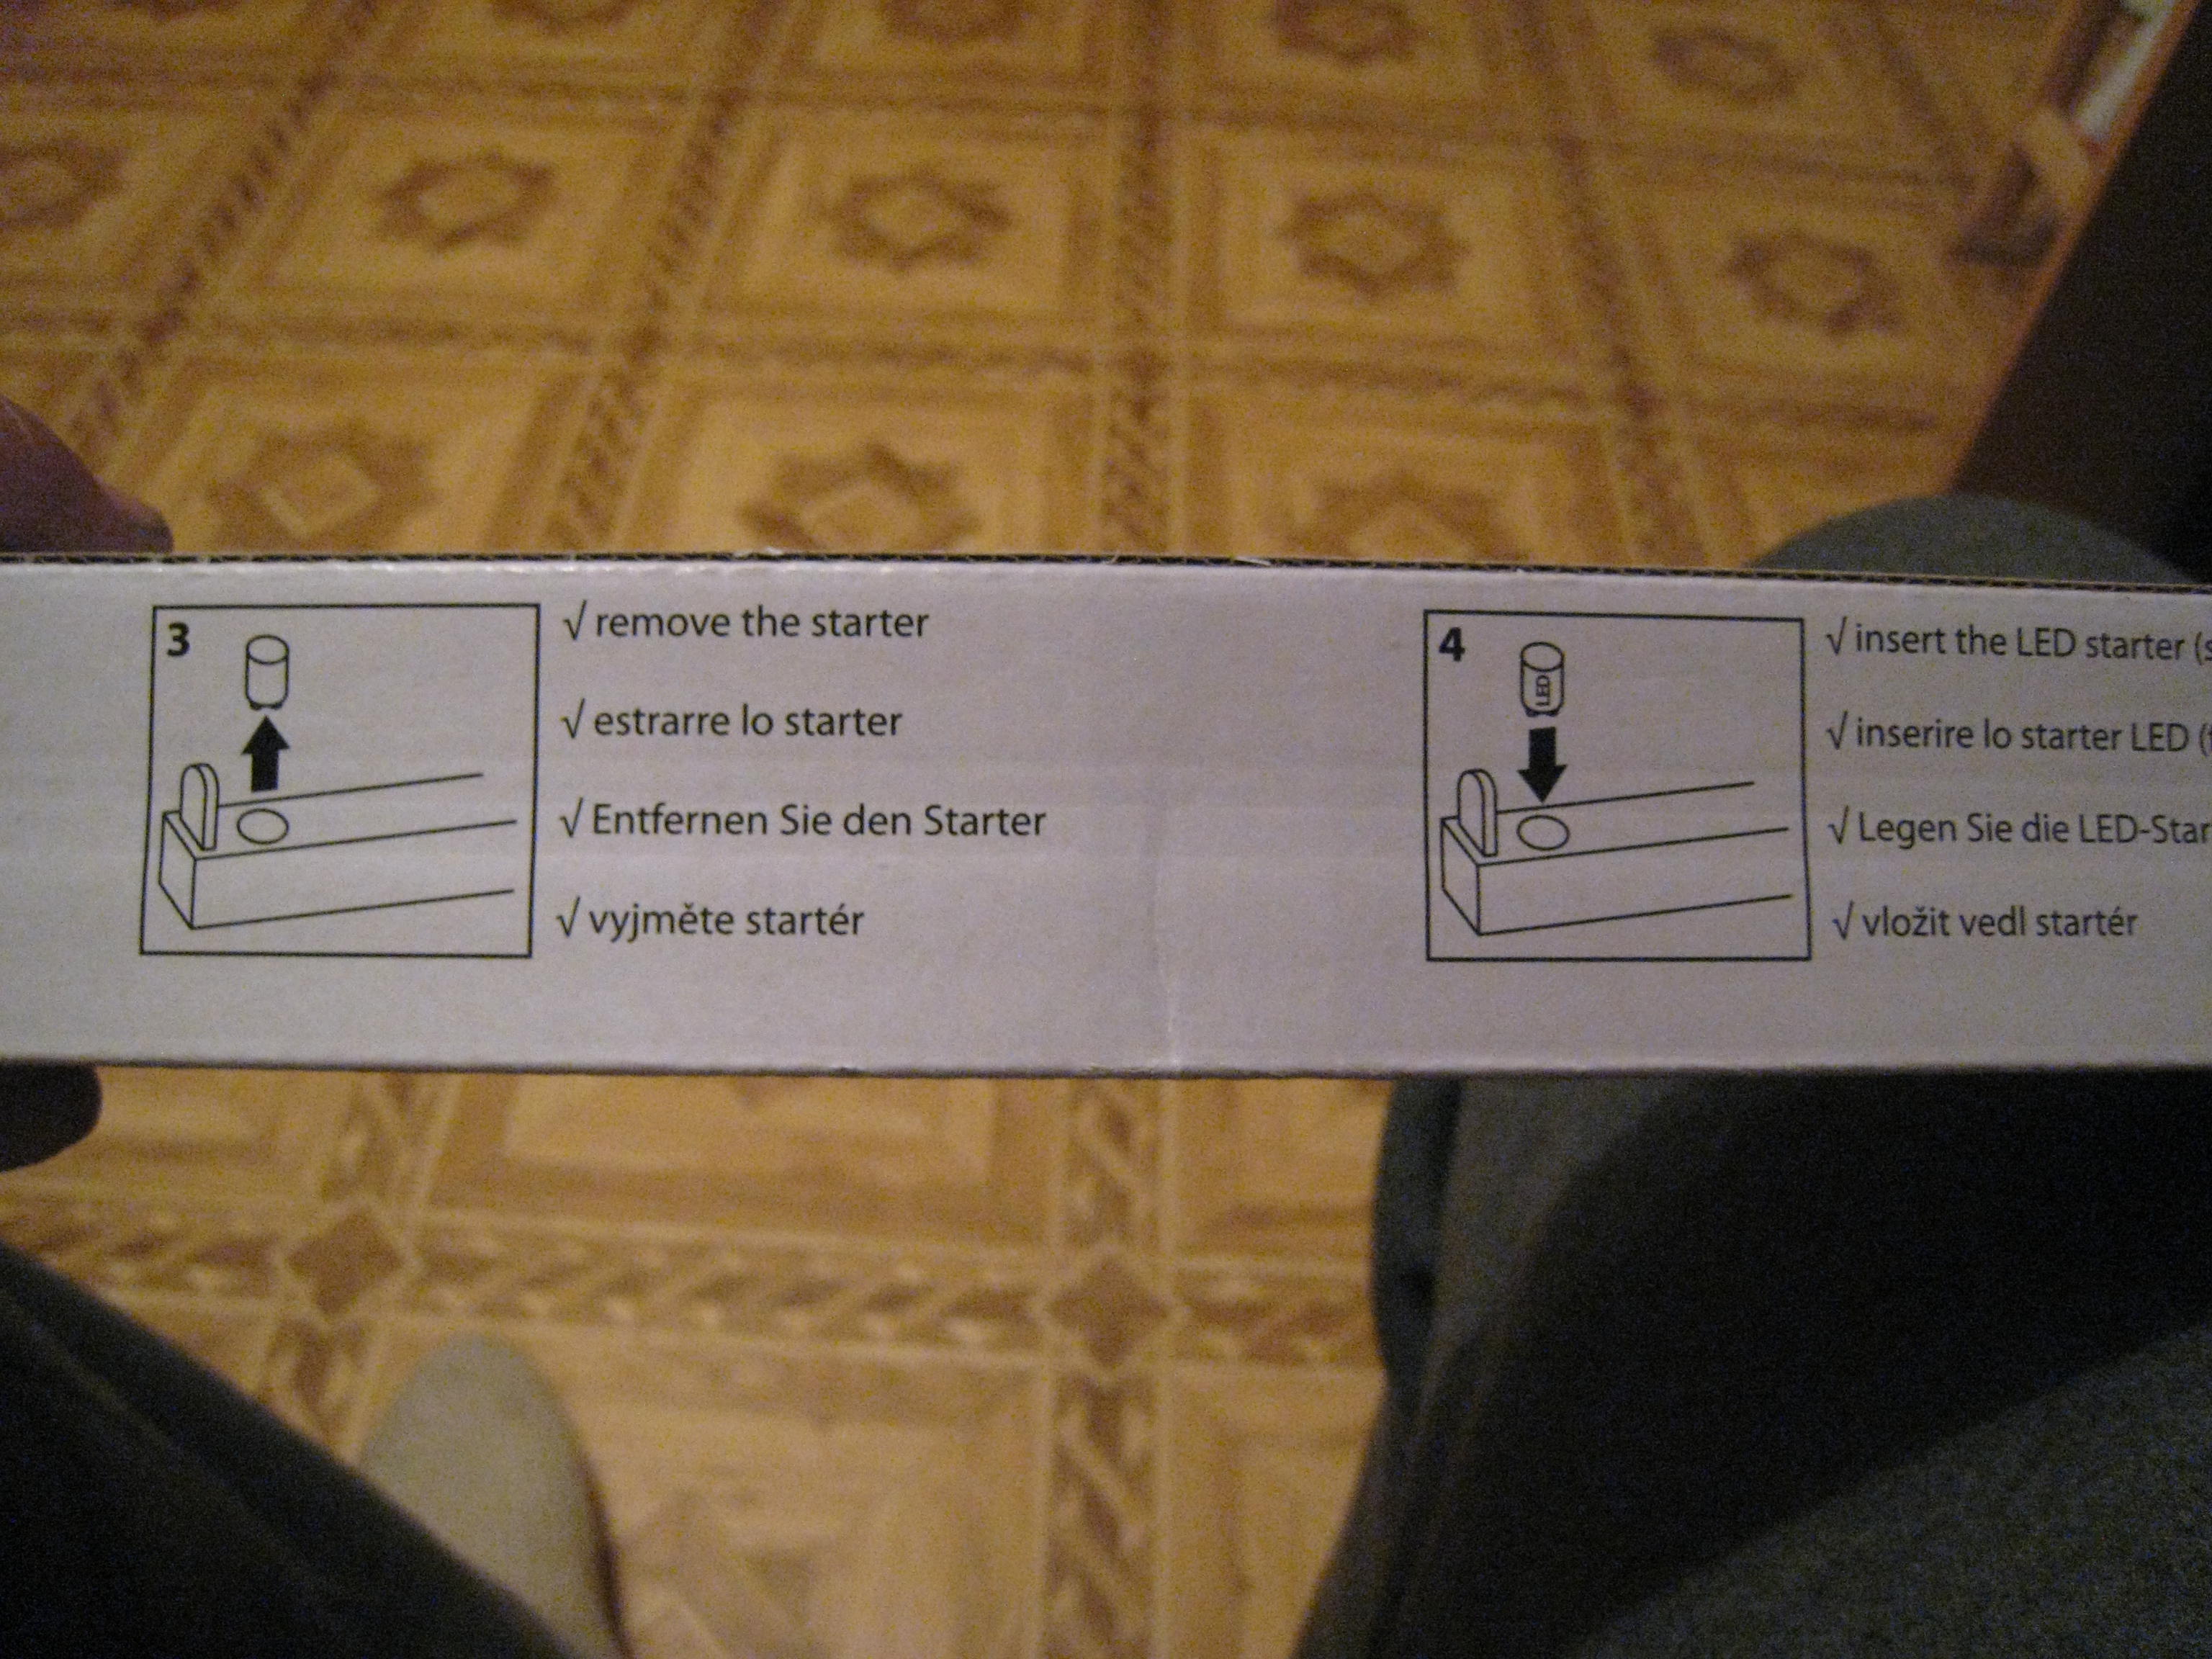 3
√ remove the starter
√ estrarre lo starter
√ Entfernen Sie den Starter
√ vyjměte startér
4
LED
√ insert the LED starter (
√ inserire lo starter LED (
√ Legen Sie die LED-Star
√ vložit vedl startér